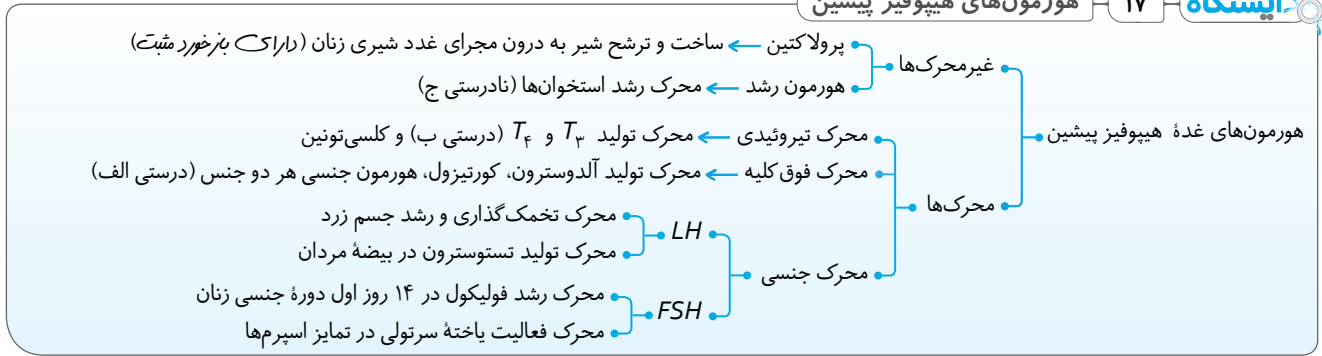 ایستگاه ۱۷ هورمون‌های هیپوفیز پیشین
هورمون‌های غدهٔ هیپوفیز پیشین
غیرمحرک‌ها
پرولاکتین ← ساخت و ترشح شیر به درون مجرای غدد شیری زنان (دارای بازخورد مثبت)
هورمون رشد ← محرک رشد استخوان‌ها (نادرستی ج)
محرک‌ها
محرک تیروئیدی ← محرک تولید T۳ و T۴ (درستی ب) و کلسی‌تونین
محرک فوق‌کلیه ← محرک تولید آلدوسترون، کورتیزول، هورمون جنسی هر دو جنس (درستی الف)
محرک جنسی
LH
محرک تخمک‌گذاری و رشد جسم زرد
محرک تولید تستوسترون در بیضهٔ مردان
FSH
محرک رشد فولیکول در ۱۴ روز اول دورهٔ جنسی زنان
محرک فعالیت یاختهٔ سرتولی در تمایز اسپرم‌ها